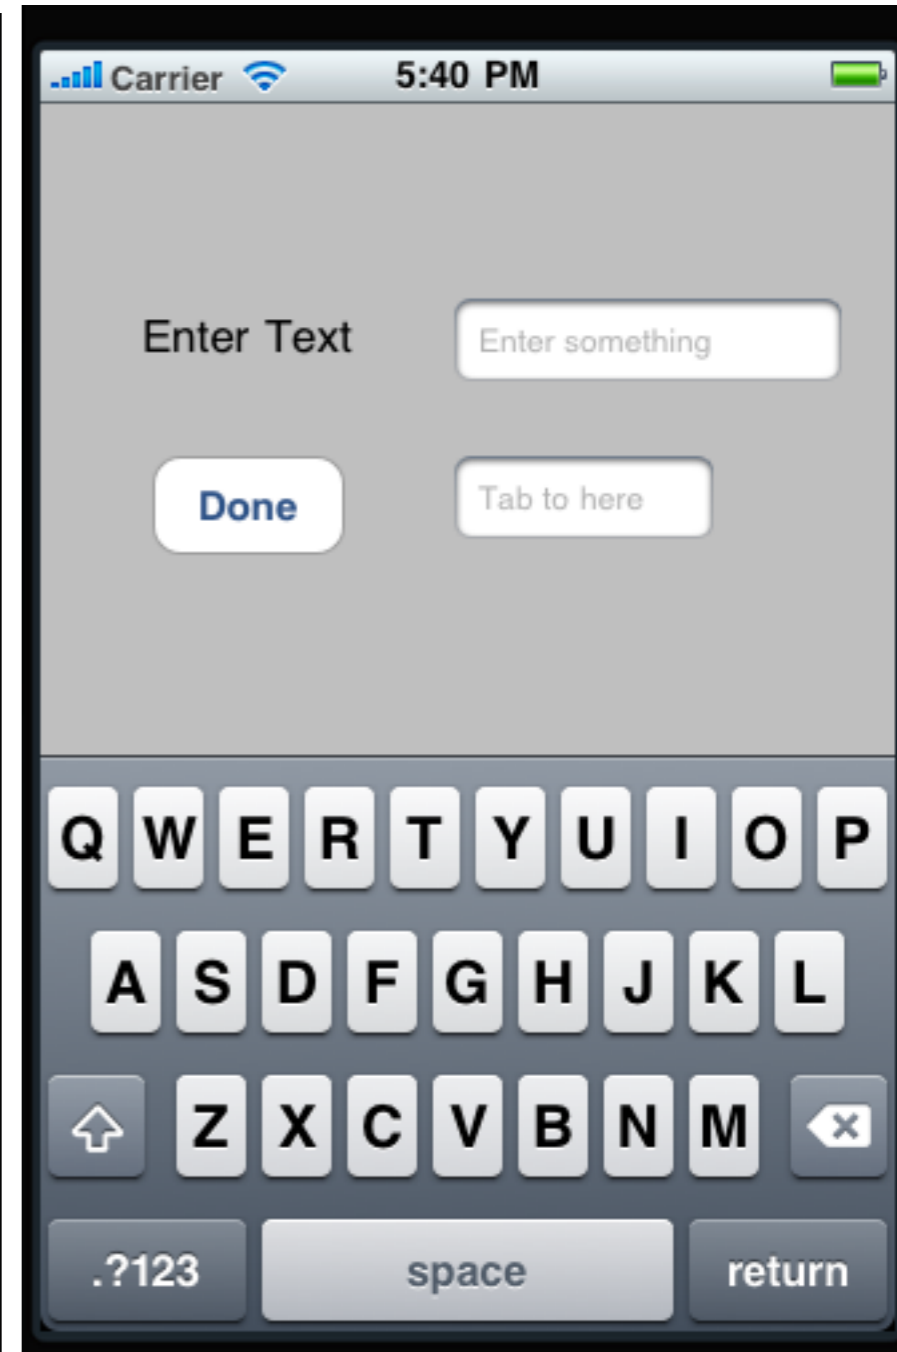 Carrier 5:40 PM
Enter Text Enter something
Done Tab to here
Q W E R T Y U I O P
A S D F G H J K L
Z X C V B N M
.?123 space return